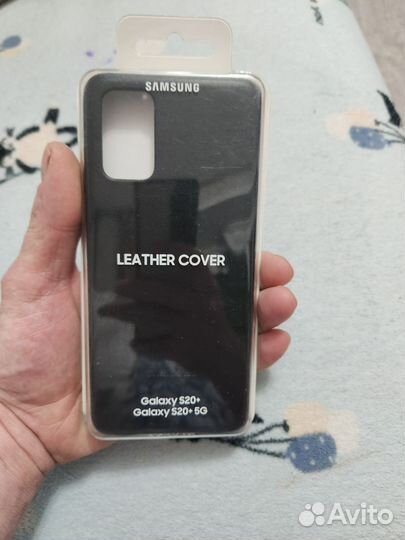 SAMSUNG
LEATHER COVER
Galaxy S20+
Galaxy S20+ 5G
Avito